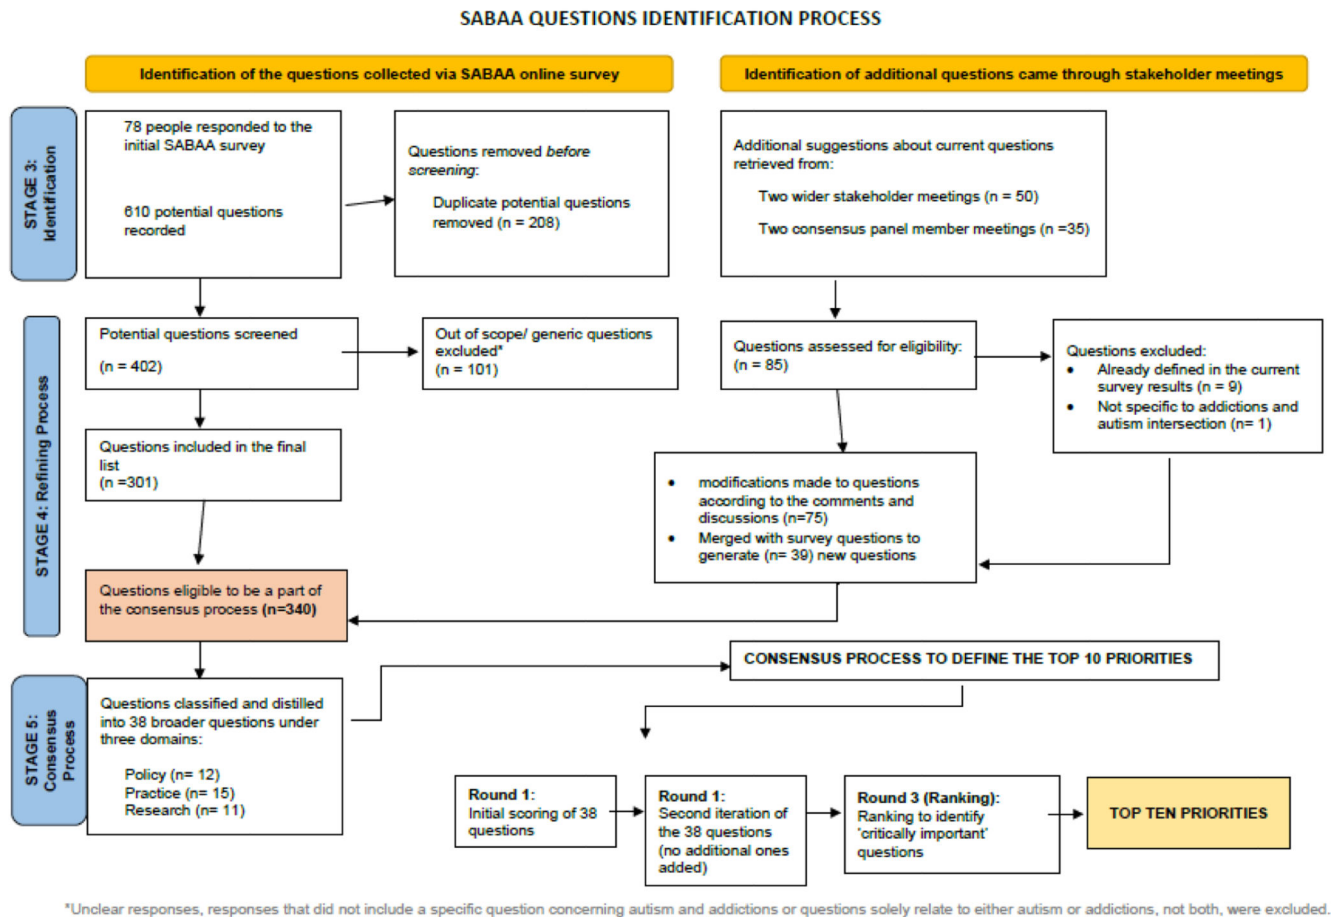 SABAA QUESTIONS IDENTIFICATION PROCESS
Identification of the questions collected via SABAA online survey
Identification of additional questions came through stakeholder meetings
STAGE 3:
Identification
78 people responded to the
initial SABAA survey
610 potential questions
recorded
Questions removed before
screening:
Duplicate potential questions
removed (n = 208)
Additional suggestions about current questions
retrieved from:
Two wider stakeholder meetings (n = 50)
Two consensus panel member meetings (n =35)
STAGE 4: Refining Process
Potential questions screened
(n = 402)
Out of scope/ generic questions
excluded*
(n = 101)
Questions assessed for eligibility:
(n = 85)
Questions excluded:
• Already defined in the current
survey results (n = 9)
• Not specific to addictions and
autism intersection (n= 1)
Questions included in the final
list
(n =301)
• modifications made to questions
according to the comments and
discussions (n=75)
• Merged with survey questions to
generate (n= 39) new questions
Questions eligible to be a part of
the consensus process (n=340)
STAGE 5:
Consensus
Process
Questions classified and distilled
into 38 broader questions under
three domains:
Policy (n= 12)
Practice (n= 15)
Research (n= 11)
CONSENSUS PROCESS TO DEFINE THE TOP 10 PRIORITIES
Round 1:
Initial scoring of 38
questions
Round 1:
Second iteration of
the 38 questions
(no additional ones
added)
Round 3 (Ranking):
Ranking to identify
'critically important'
questions
TOP TEN PRIORITIES
*Unclear responses, responses that did not include a specific question concerning autism and addictions or questions solely relate to either autism or addictions, not both, were excluded.